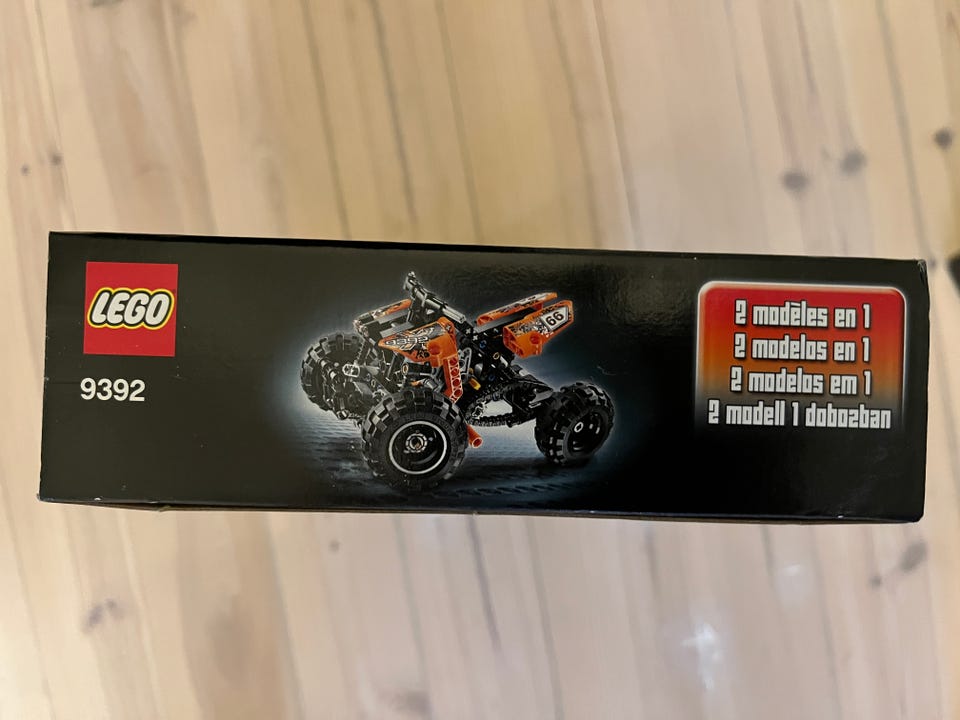 LEGO
9392
9392
66
2 modèles en 1
2 modelos en 1
2 modelos em 1
2 modell 1 dobozban